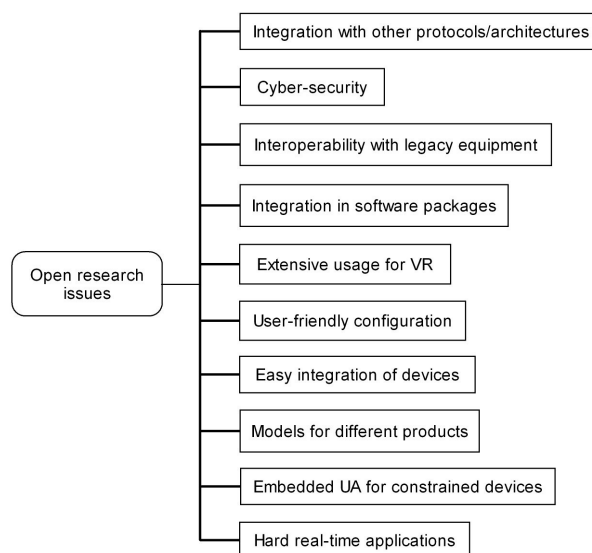 Integration with other protocols/architectures
Cyber-security
Interoperability with legacy equipment
Integration in software packages
Extensive usage for VR
Open research
issues
User-friendly configuration
Easy integration of devices
Models for different products
Embedded UA for constrained devices
Hard real-time applications